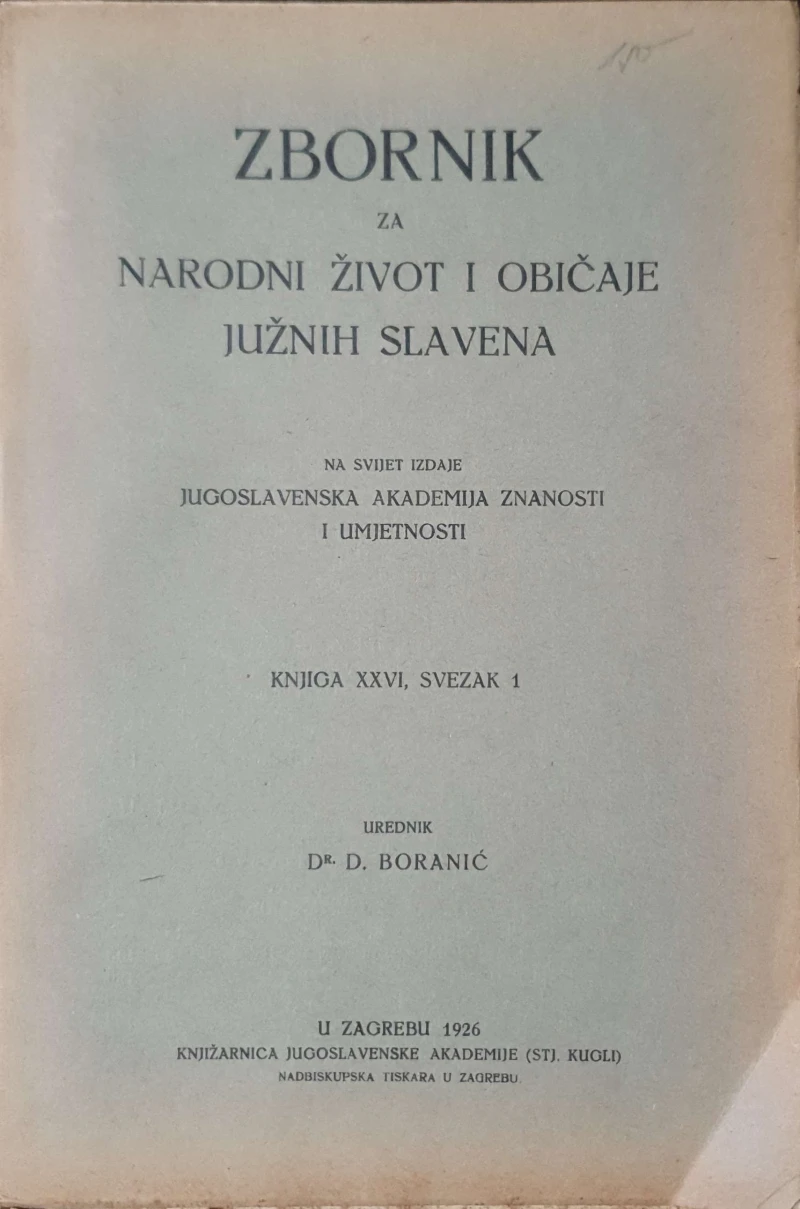 ZBORNIK
ZA
NARODNI ŽIVOT I OBIČAJE
JUŽNIH SLAVENA
NA SVIJET IZDAJE
JUGOSLAVENSKA AKADEMIJA ZNANOSTI
I UMJETNOSTI
KNJIGA XXVI, SVEZAK 1
UREDNIK
DR. D. BORANIĆ
U ZAGREBU 1926
KNJIŽARNICA JUGOSLAVENSKE AKADEMIJE (STJ. KUGLI)
NADBISKUPSKA TISKARA U ZAGREBU